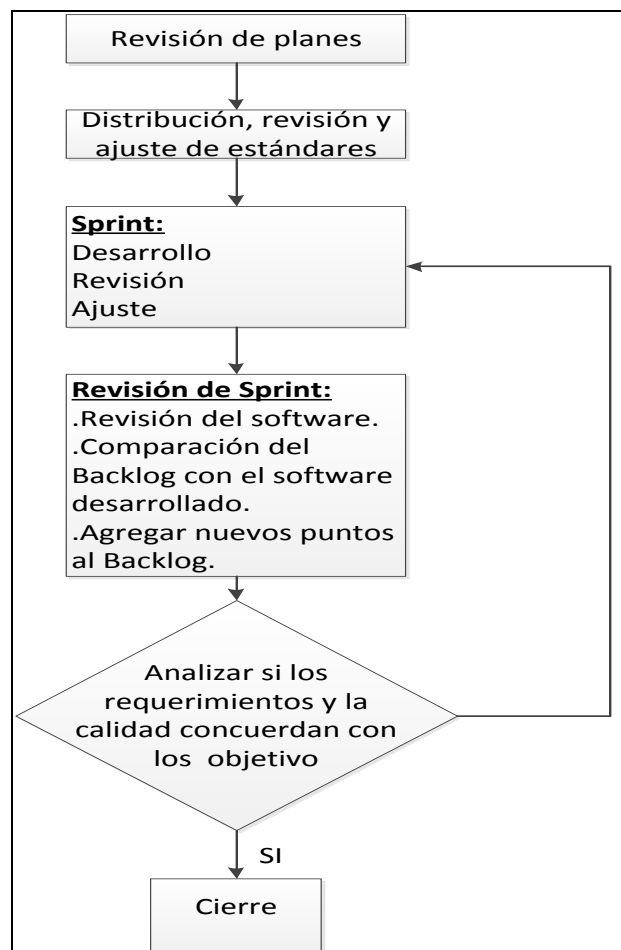 Revisión de planes
Distribución, revisión y
ajuste de estándares
Sprint:
Desarrollo
Revisión
Ajuste
Revisión de Sprint:
.Revisión del software.
.Comparación del
Backlog con el software
desarrollado.
.Agregar nuevos puntos
al Backlog.
Analizar si los
requerimientos y la
calidad concuerdan con
los objetivo
SI
Cierre